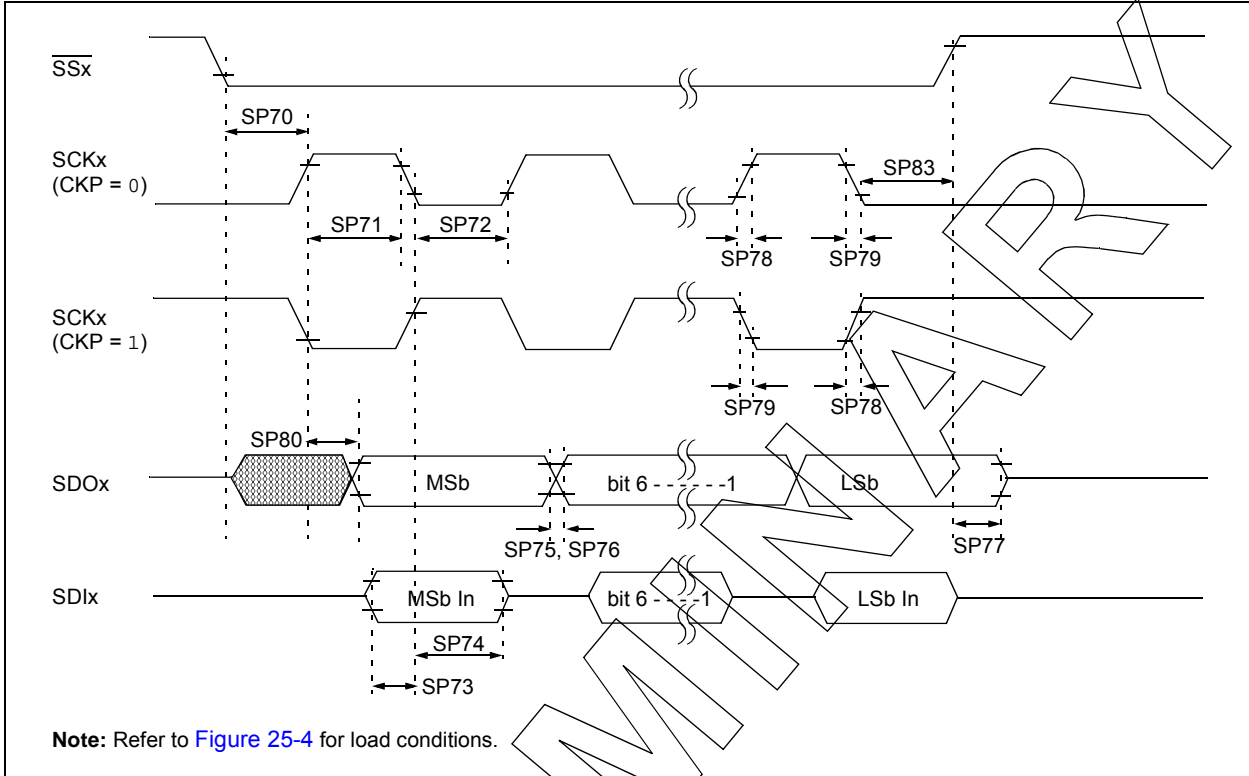 SSx
SP70
SCKx
(CKP = 0)
SP83
SP71
SP72
SP78
SP79
SCKx
(CKP = 1)
SP79
SP78
SP80
SDOx
MSb
bit 6 - - - - - -1
LSb
SP75, SP76
SP77
SDIx
MSb In
bit 6 - - - -1
LSb In
SP74
SP73
Note: Refer to Figure 25-4 for load conditions.
MINARY